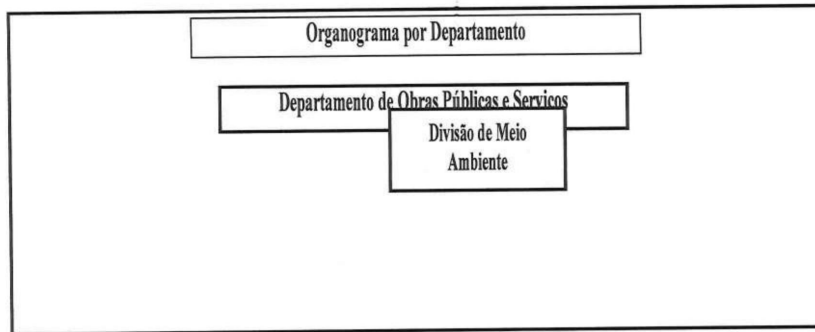 Organograma por Departamento
Departamento de Obras Públicas e Serviços
Divisão de Meio
Ambiente